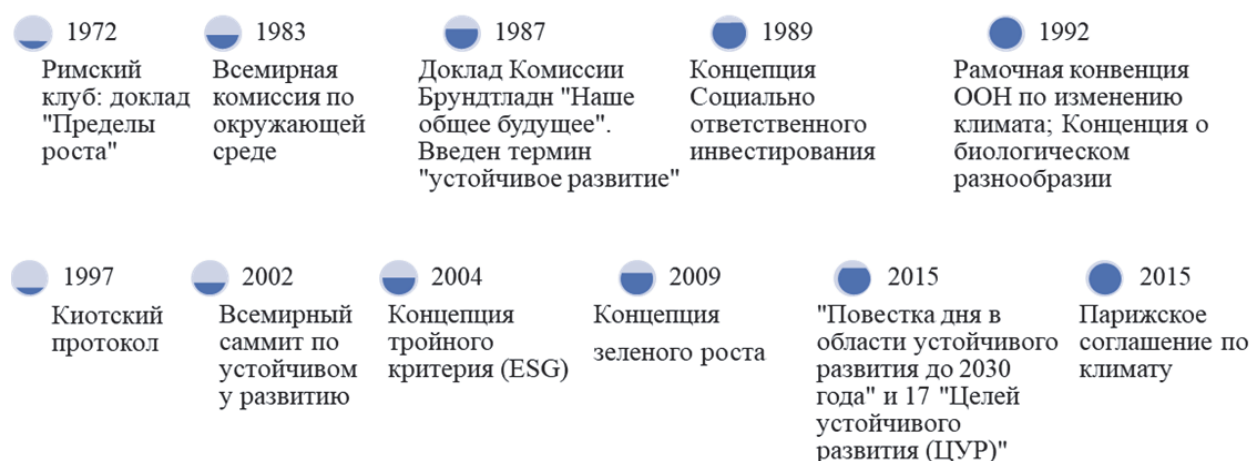 1972
Римский
клуб: доклад
"Пределы
роста"
1983
Всемирная
комиссия по
окружающей
среде
1987
Доклад Комиссии
Брундтладн "Наше
общее будущее".
Введен термин
"устойчивое развитие"
1989
Концепция
Социально
ответственного
инвестирования
1992
Рамочная конвенция
ООН по изменению
климата; Конценция о
биологическом
разнообразии
1997
Киотский
протокол
2002
Всемирный
саммит по
устойчивом
у развитию
2004
Концепция
тройного
критерия (ESG)
2009
Концепция
зеленого роста
2015
"Повестка дня в
области устойчивого
развития до 2030
года" и 17 "Целей
устойчивого
развития (ЦУР)"
2015
Парижское
соглашение по
климату